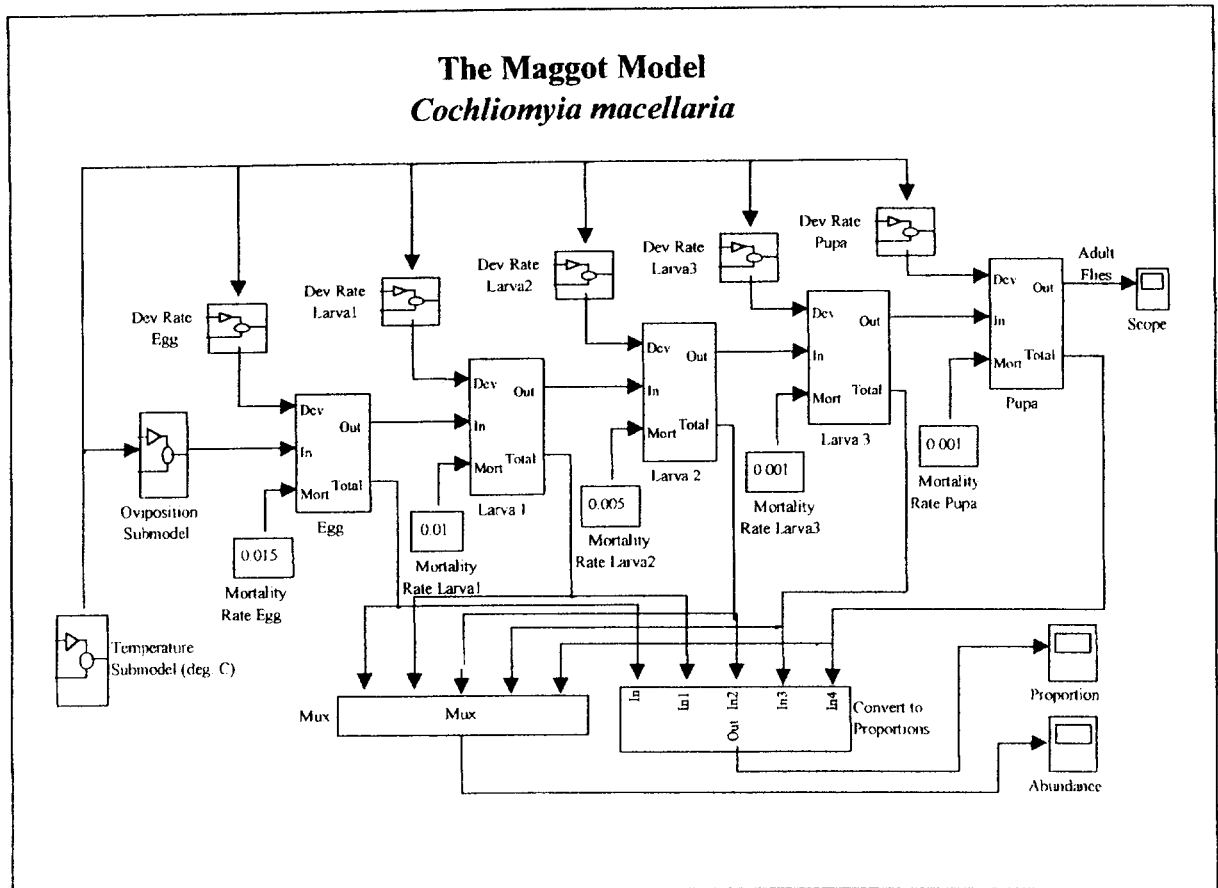 The Maggot Model
Cochliomyia macellaria
Dev Rate
Pupa
Dev Rate
Larva3
Dev Rate
Larva2
Dev Rate
Larva1
Dev Rate
Egg
Adult
Flies
Scope
Dev
Out
In
Mort
Total
Pupa
Dev
Out
In
Mort
Total
Larva 3
Dev
Out
In
Mort
Total
Larva 2
Dev
Out
In
Mort
Total
Larva 1
Dev
Out
In
Mort
Total
Egg
Oviposition
Submodel
0.015
Mortality
Rate Egg
0.01
Mortality
Rate Larva1
0.005
Mortality
Rate Larva2
0.001
Mortality
Rate Larva3
0.001
Mortality
Rate Pupa
Temperature
Submodel (deg. C)
Mux
Mux
In
In1
In2
In3
In4
Out
Convert to
Proportions
Proportion
Abundance